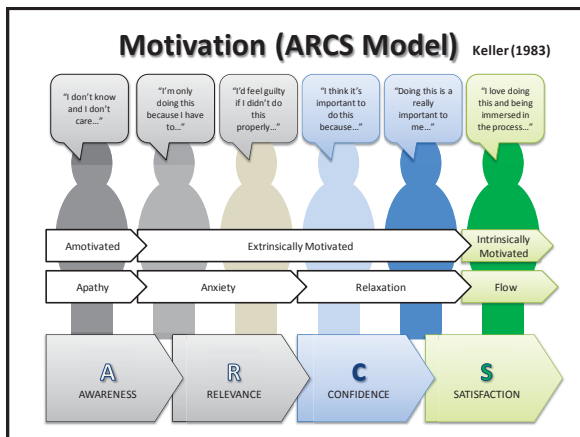 Motivation (ARCS Model) Keller (1983)
“I don’t know
and I don’t
care…”
“I’m only
doing this
because I have
to…”
“I’d feel guilty
if I didn’t do
this
properly…”
“I think it’s
important to
do this
because…”
“Doing this is a
really
important to
me…”
“I love doing
this and being
immersed in
the process…”
Amotivated
Extrinsically Motivated
Intrinsically
Motivated
Apathy
Anxiety
Relaxation
Flow
A
AWARENESS
R
RELEVANCE
C
CONFIDENCE
S
SATISFACTION